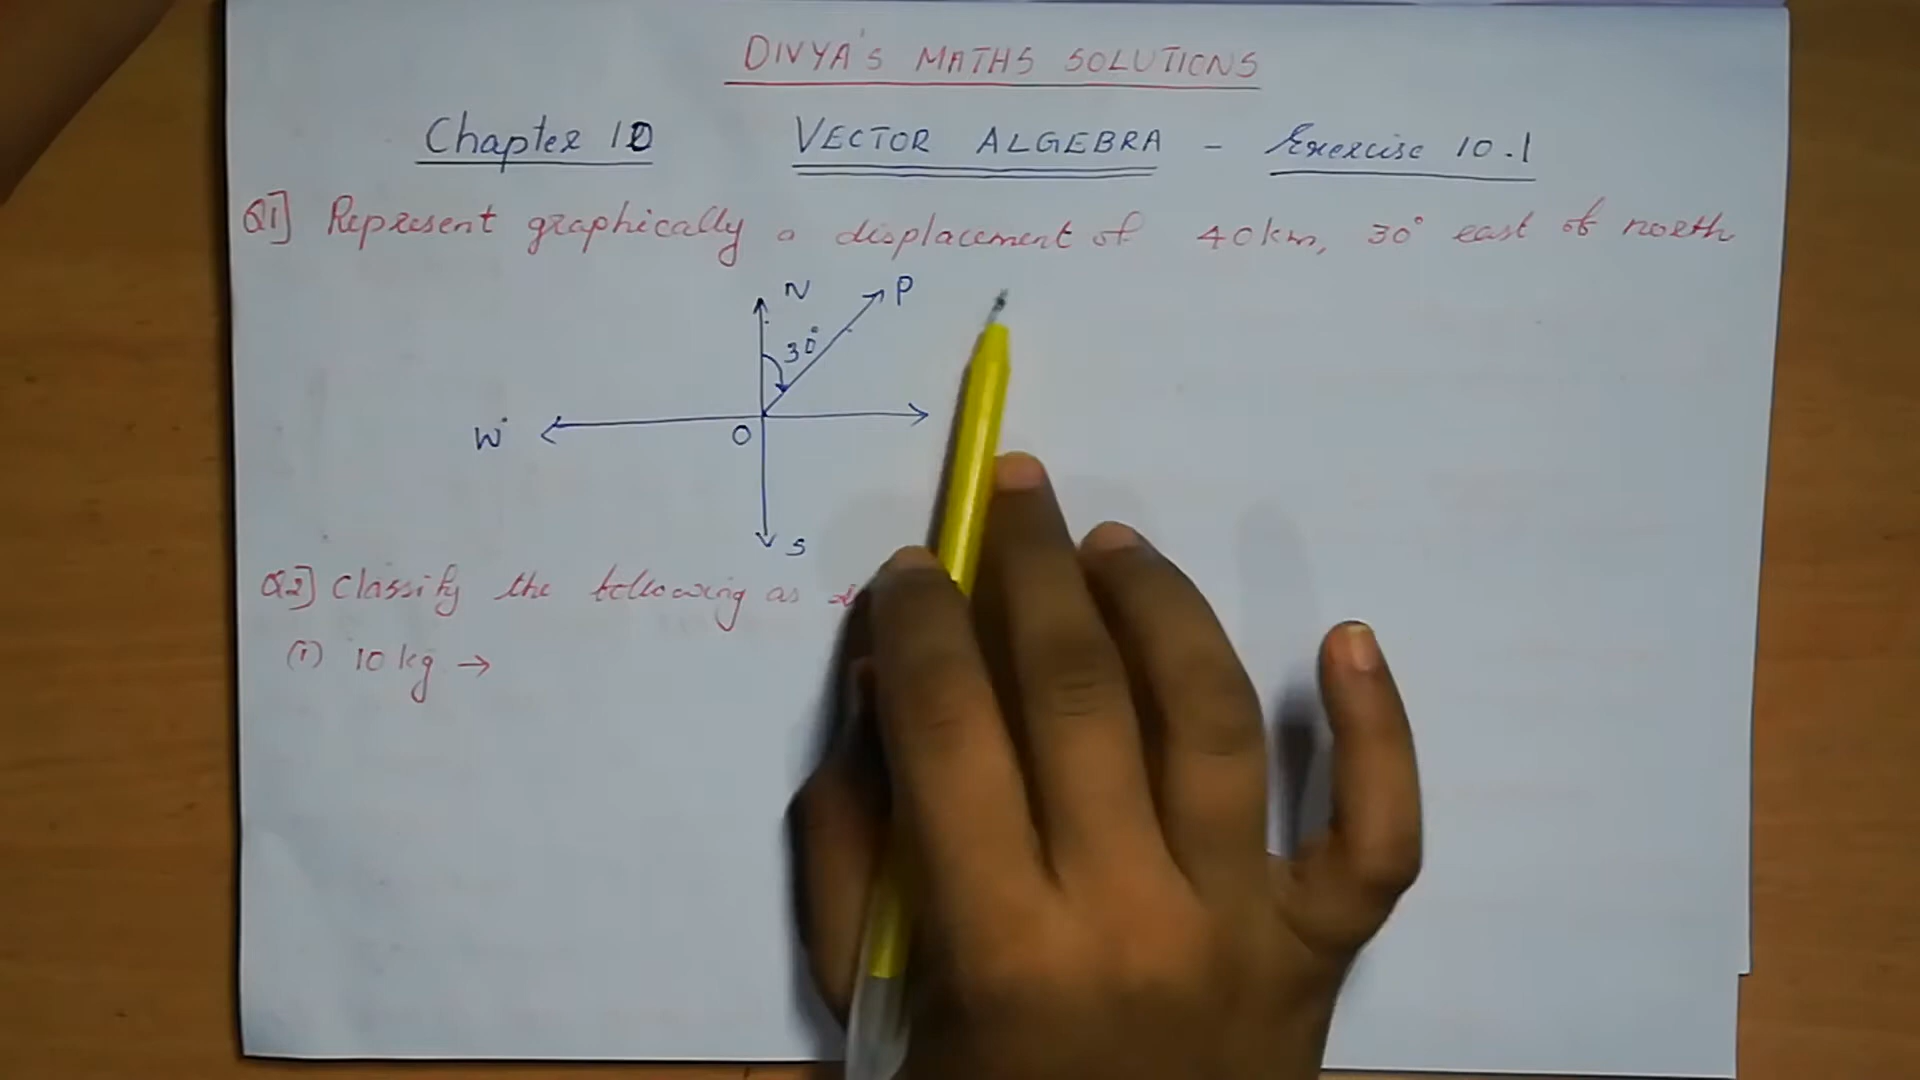 DIVYA'S MATHS SOLUTIONS
Chapter 10 VECTOR ALGEBRA - Exercise 10.1
Q1] Represent graphically a displacement of 40km, 30° east of north
N P
30°
W O
S
Q2] Classify the following as
(i) 10 kg →